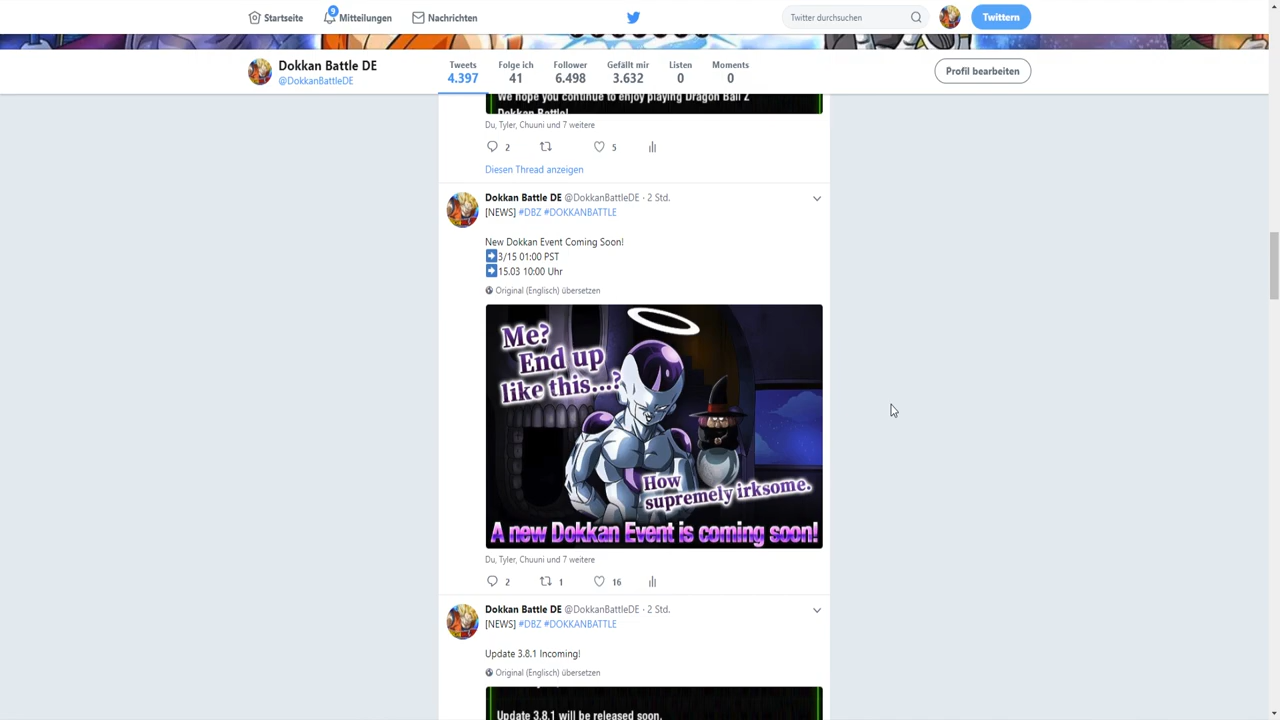 Startseite
9
Mitteilungen
Nachrichten
Twitter durchsuchen
Twittern
Dokkan Battle DE
@DokkanBattleDE
Tweets
4.397
Folge ich
41
Follower
6.498
Gefällt mir
3.632
Listen
0
Moments
0
Profil bearbeiten
We hope you continue to enjoy playing Dragon Ball Z
Dokkan Battle!
Du, Tyler, Chuuni und 7 weitere
2
5
Diesen Thread anzeigen
Dokkan Battle DE @DokkanBattleDE · 2 Std.
[NEWS] #DBZ #DOKKANBATTLE
New Dokkan Event Coming Soon!
➡3/15 01:00 PST
➡15.03 10:00 Uhr
Original (Englisch) übersetzen
Me?
End up
like this...?
How
supremely irksome.
A new Dokkan Event is coming soon!
Du, Tyler, Chuuni und 7 weitere
2
1
16
Dokkan Battle DE @DokkanBattleDE · 2 Std.
[NEWS] #DBZ #DOKKANBATTLE
Update 3.8.1 Incoming!
Original (Englisch) übersetzen
Update 3.8.1 will be released soon.